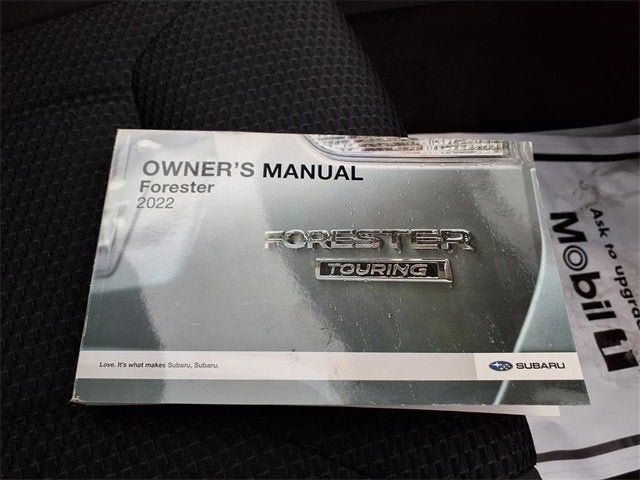 OWNER'S MANUAL
Forester
2022
FORESTER
TOURING
Love. It's what makes Subaru, Subaru.
SUBARU
Ask to upgrade
Mobil 1